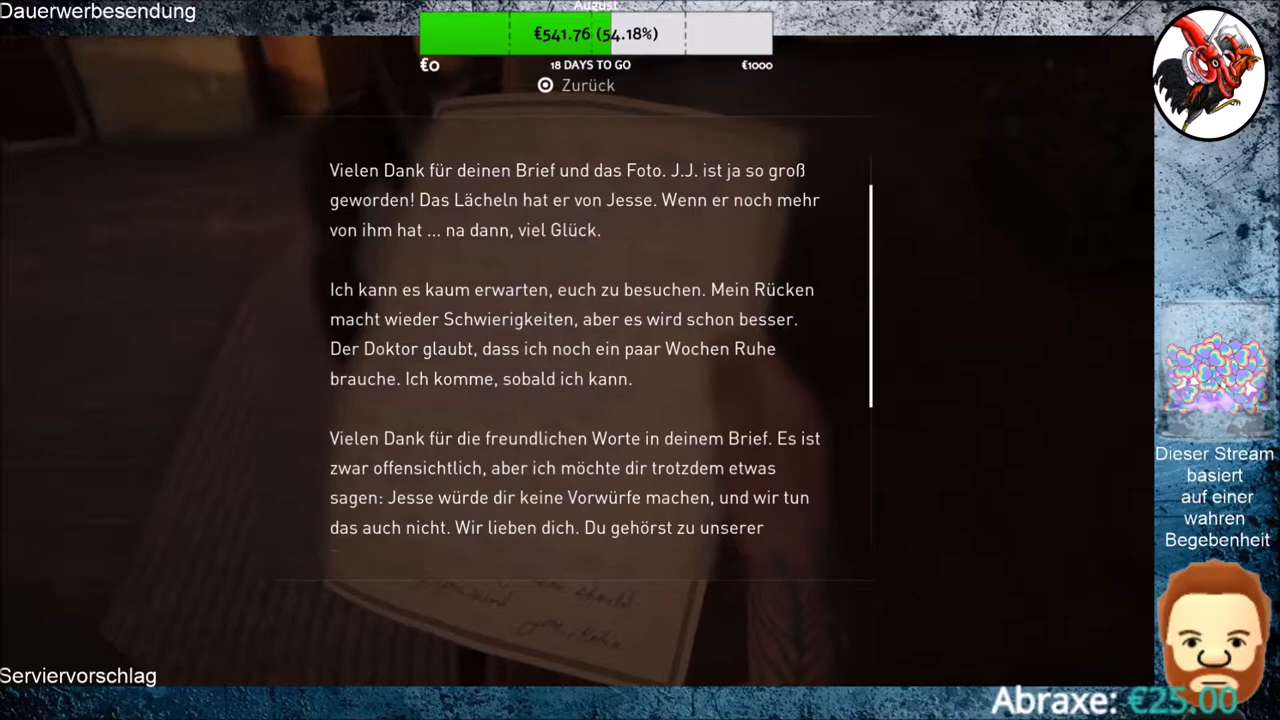 Dauerwerbesendung
August
€541.76 (54.18%)
€0
18 DAYS TO GO
€1000
Zurück
Vielen Dank für deinen Brief und das Foto. J.J. ist ja so groß
geworden! Das Lächeln hat er von Jesse. Wenn er noch mehr
von ihm hat ... na dann, viel Glück.
Ich kann es kaum erwarten, euch zu besuchen. Mein Rücken
macht wieder Schwierigkeiten, aber es wird schon besser.
Der Doktor glaubt, dass ich noch ein paar Wochen Ruhe
brauche. Ich komme, sobald ich kann.
Vielen Dank für die freundlichen Worte in deinem Brief. Es ist
zwar offensichtlich, aber ich möchte dir trotzdem etwas
sagen: Jesse würde dir keine Vorwürfe machen, und wir tun
das auch nicht. Wir lieben dich. Du gehörst zu unserer
Dieser Stream
basiert
auf einer
wahren
Begebenheit
Serviervorschlag
Abraxe: €25.00